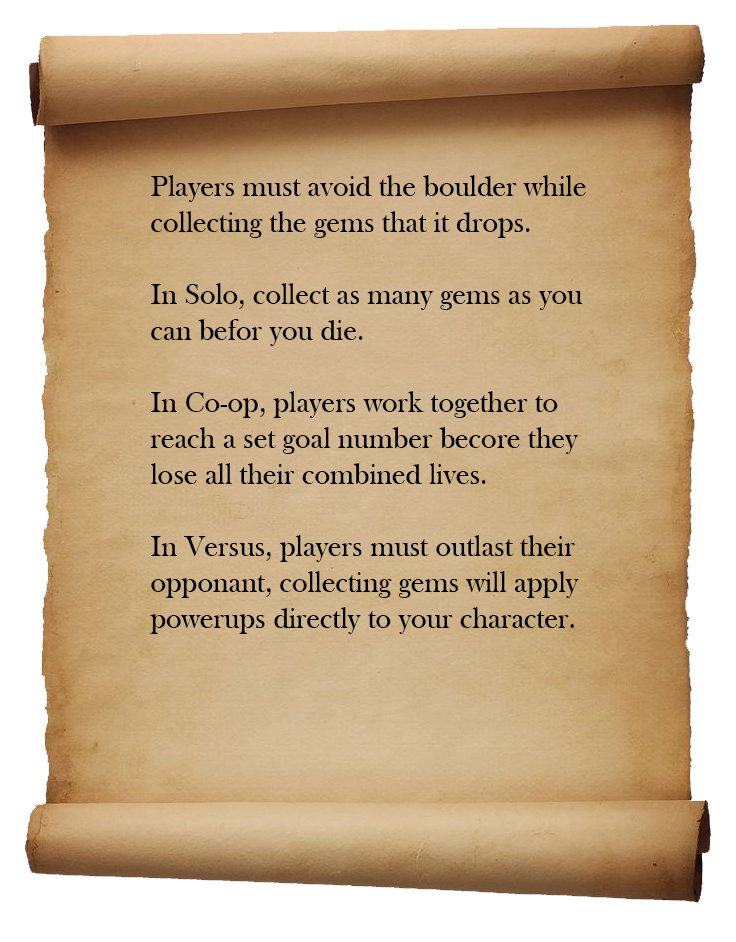 Players must avoid the boulder while
collecting the gems that it drops.
In Solo, collect as many gems as you
can befor you die.
In Co-op, players work together to
reach a set goal number becore they
lose all their combined lives.
In Versus, players must outlast their
opponant, collecting gems will apply
powerups directly to your character.